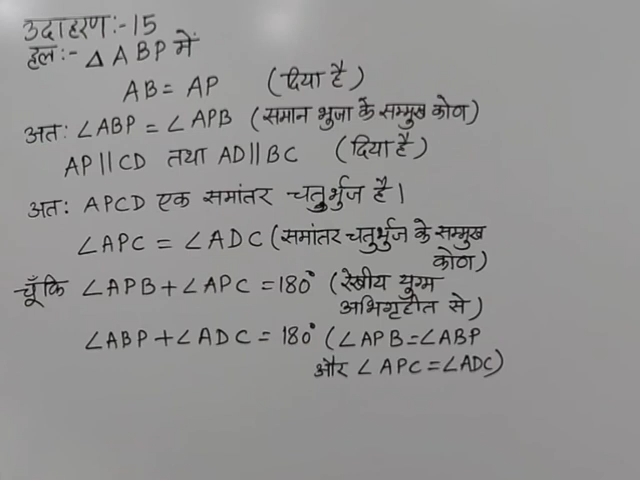 उदाहरण:-15
हल:- △ABP में
AB = AP (दिया है)
अत: ∠ABP = ∠APB (समान भुजा के सम्मुख कोण)
AP||CD तथा AD||BC (दिया है)
अत: APCD एक समांतर चतुर्भुज है।
∠APC = ∠ADC (समांतर चतुर्भुज के सम्मुख
कोण)
चूँकि ∠APB+∠APC =180° (रेखीय युग्म
अभिगृहीत से)
∠ABP+∠ADC = 180° (∠APB=∠ABP
और ∠APC=∠ADC)